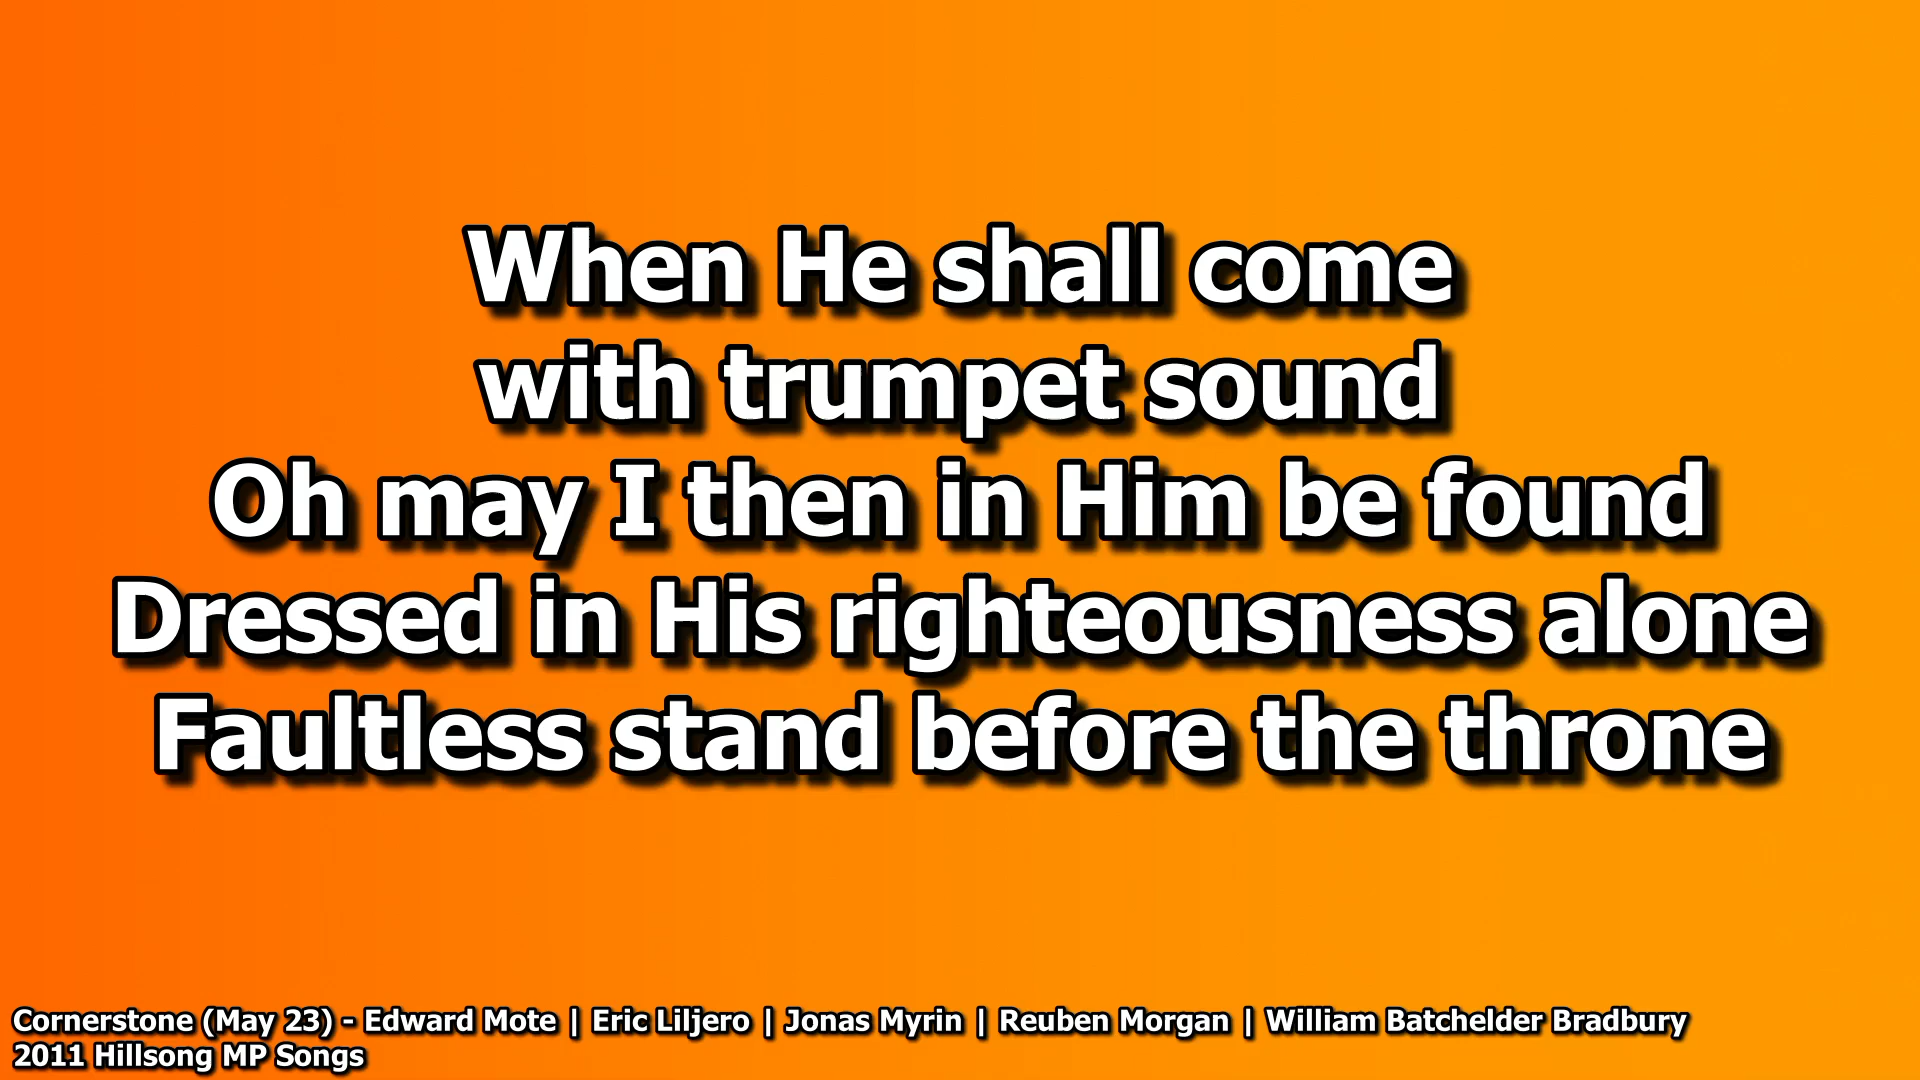 When He shall come
with trumpet sound
Oh may I then in Him be found
Dressed in His righteousness alone
Faultless stand before the throne
Cornerstone (May 23) - Edward Mote | Eric Liljero | Jonas Myrin | Reuben Morgan | William Batchelder Bradbury
2011 Hillsong MP Songs